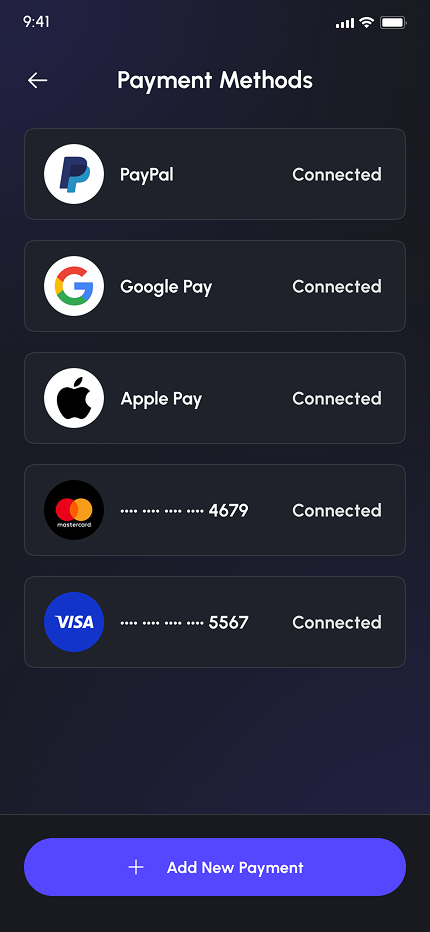 9:41
Payment Methods
PayPal Connected
Google Pay Connected
Apple Pay Connected
mastercard. •••• •••• •••• •••• 4679 Connected
VISA •••• •••• •••• •••• 5567 Connected
Add New Payment